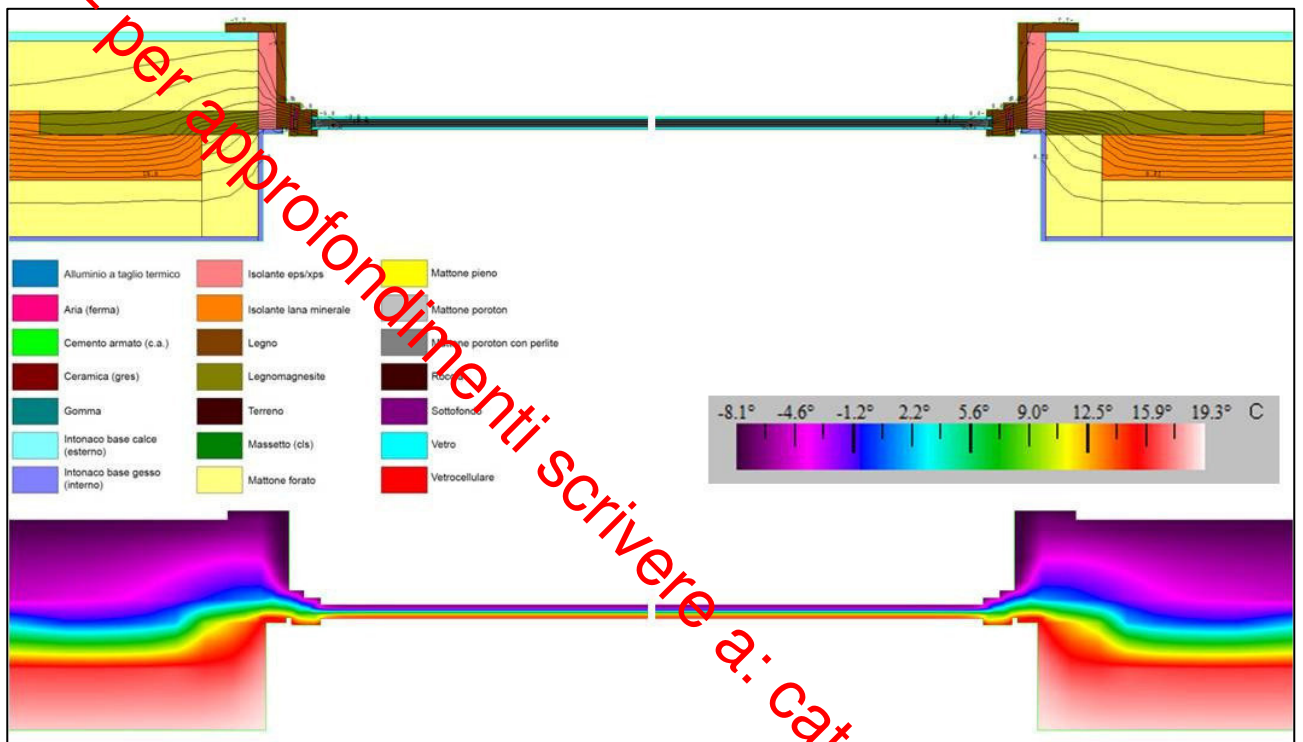 per approfondimenti scrivere a: cat
Alluminio a taglio termico
Aria (ferma)
Cemento armato (c.a.)
Ceramica (gres)
Gomma
Intonaco base calce
(esterno)
Intonaco base gesso
(interno)
Isolante eps/xps
Isolante lana minerale
Legno
Legnomagnesite
Terreno
Massetto (cls)
Mattone forato
Mattone pieno
Mattone poroton
Mattone poroton con perlite
Roccia
Sottofondo
Vetro
Vetrocellulare
-8.1° -4.6° -1.2° 2.2° 5.6° 9.0° 12.5° 15.9° 19.3° C